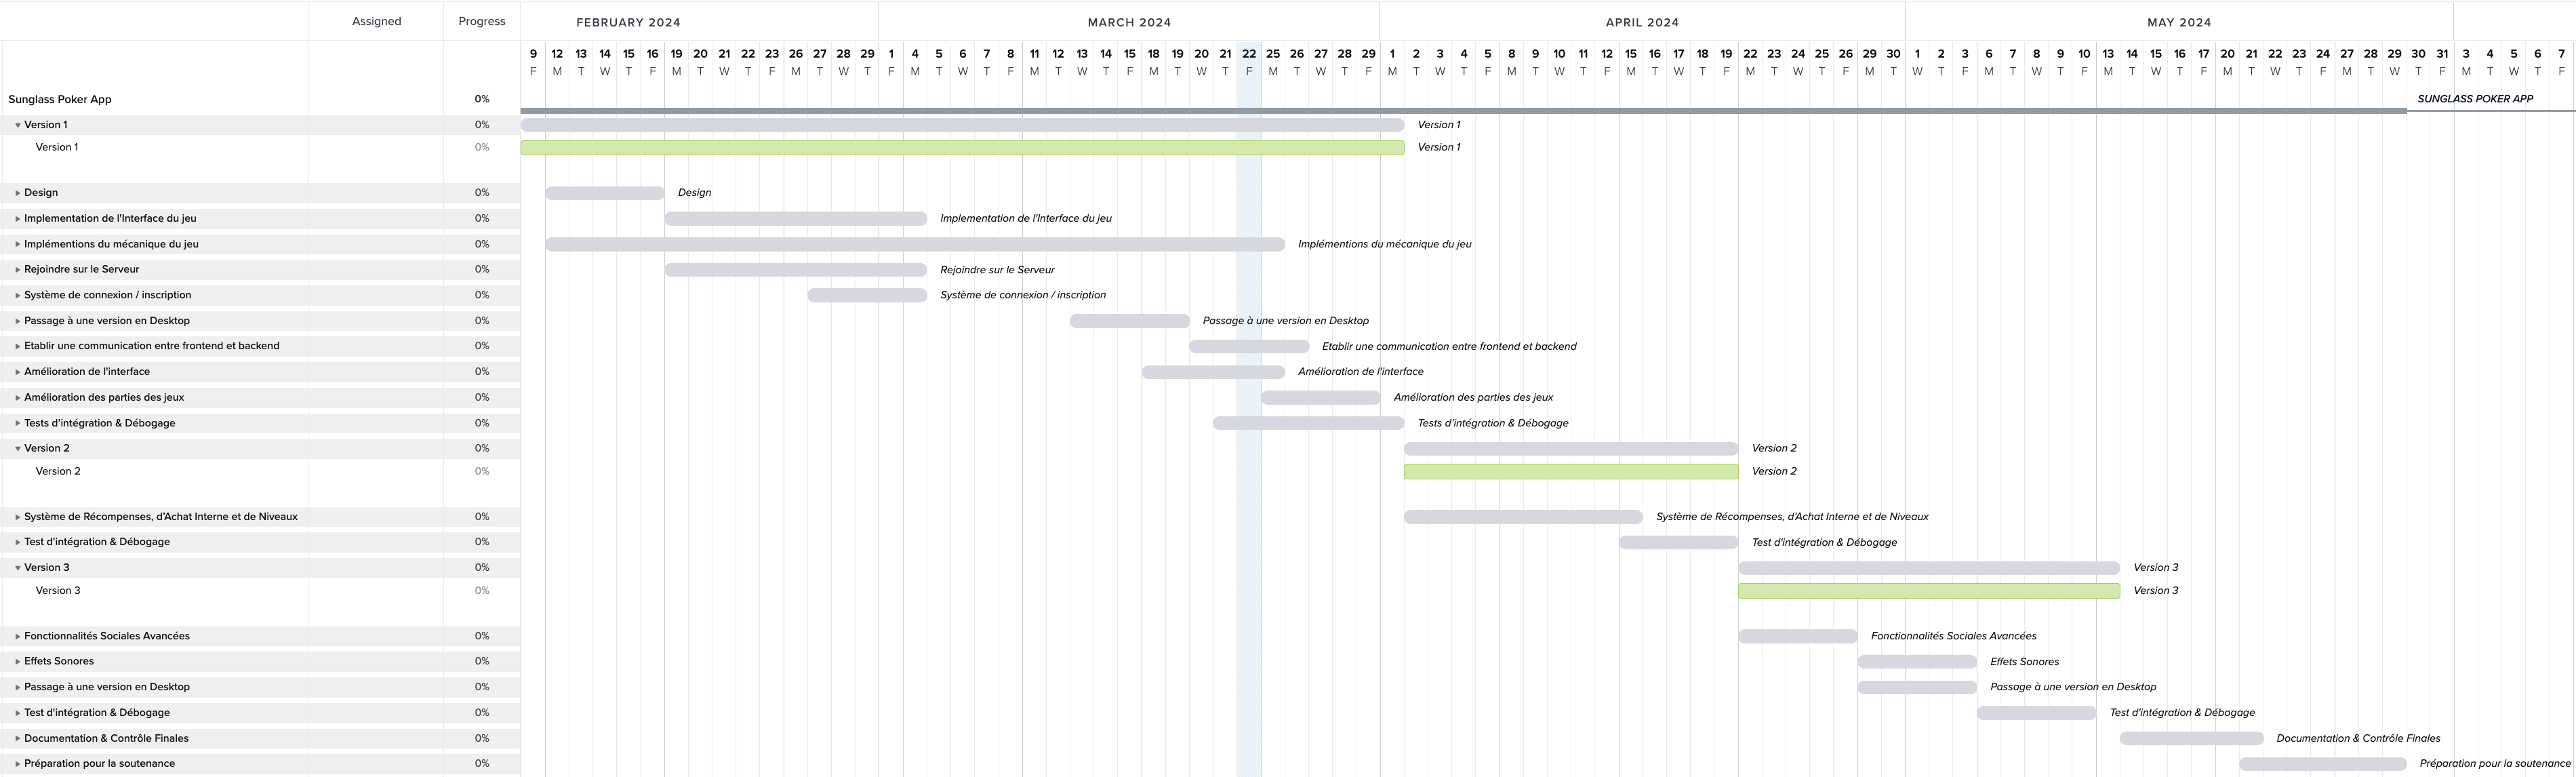 Assigned Progress FEBRUARY 2024 MARCH 2024 APRIL 2024 MAY 2024
9 12 13 14 15 16 19 20 21 22 23 26 27 28 29 1 4 5 6 7 8 11 12 13 14 15 18 19 20 21 22 25 26 27 28 29 1 2 3 4 5 8 9 10 11 12 15 16 17 18 19 22 23 24 25 26 29 30 1 2 3 6 7 8 9 10 13 14 15 16 17 20 21 22 23 24 27 28 29 30 31 3 4 5 6 7
F M T W T F M T W T F M T W T F M T W T F M T W T F M T W T F M T W T F M T W T F M T W T F M T W T F M T W T F M T W T F M T W T F M T W T F M T W T F M T W T F M T W T F
Sunglass Poker App 0% SUNGLASS POKER APP
Version 1 0% Version 1
Version 1 0% Version 1
Design 0% Design
Implementation de l'Interface du jeu 0% Implementation de l'Interface du jeu
Implémentions du mécanique du jeu 0% Implémentions du mécanique du jeu
Rejoindre sur le Serveur 0% Rejoindre sur le Serveur
Système de connexion / inscription 0% Système de connexion / inscription
Passage à une version en Desktop 0% Passage à une version en Desktop
Etablir une communication entre frontend et backend 0% Etablir une communication entre frontend et backend
Amélioration de l'interface 0% Amélioration de l'interface
Amélioration des parties des jeux 0% Amélioration des parties des jeux
Tests d'intégration & Débogage 0% Tests d'intégration & Débogage
Version 2 0% Version 2
Version 2 0% Version 2
Système de Récompenses, d'Achat Interne et de Niveaux 0% Système de Récompenses, d'Achat Interne et de Niveaux
Test d'intégration & Débogage 0% Test d'intégration & Débogage
Version 3 0% Version 3
Version 3 0% Version 3
Fonctionnalités Sociales Avancées 0% Fonctionnalités Sociales Avancées
Effets Sonores 0% Effets Sonores
Passage à une version en Desktop 0% Passage à une version en Desktop
Test d'intégration & Débogage 0% Test d'intégration & Débogage
Documentation & Contrôle Finales 0% Documentation & Contrôle Finales
Préparation pour la soutenance 0% Préparation pour la soutenance